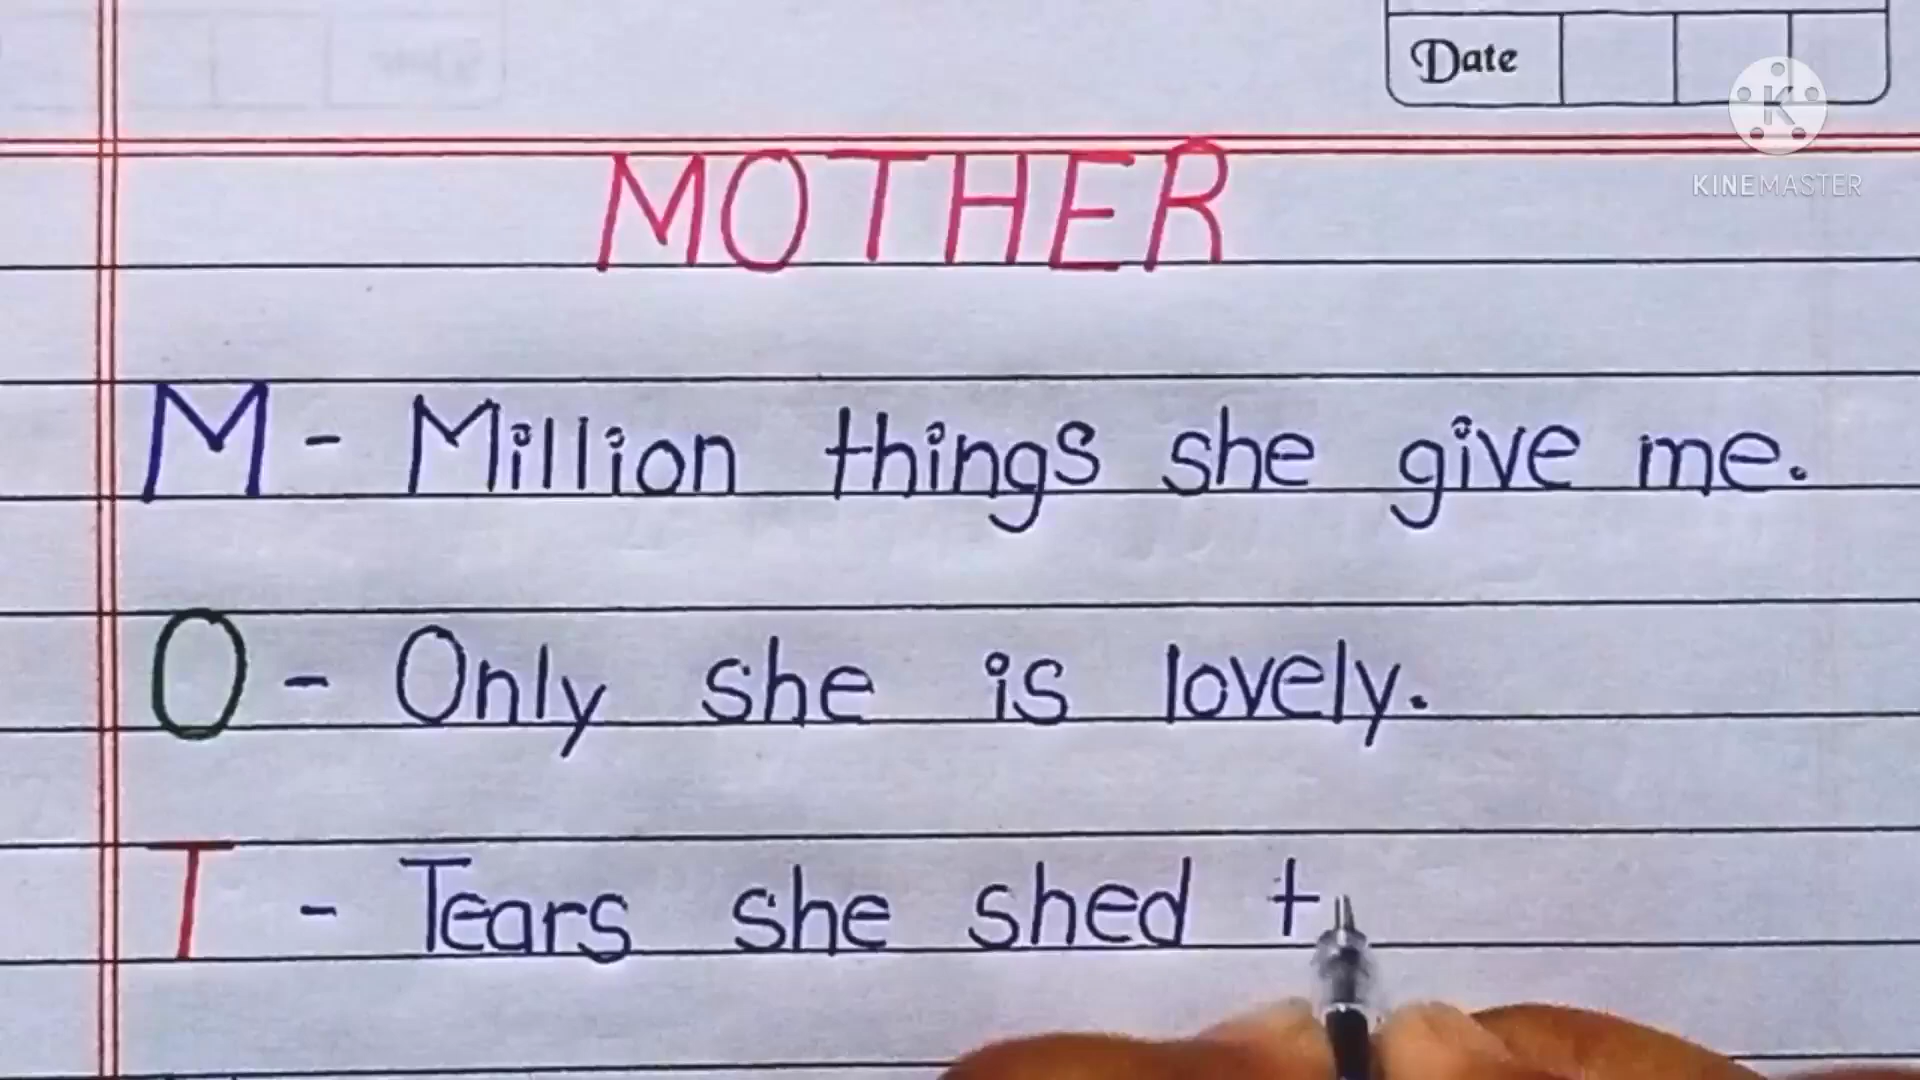 Date
KINEMASTER
MOTHER
M - Million things she give me.
O - Only she is lovely.
T - Tears she shed t